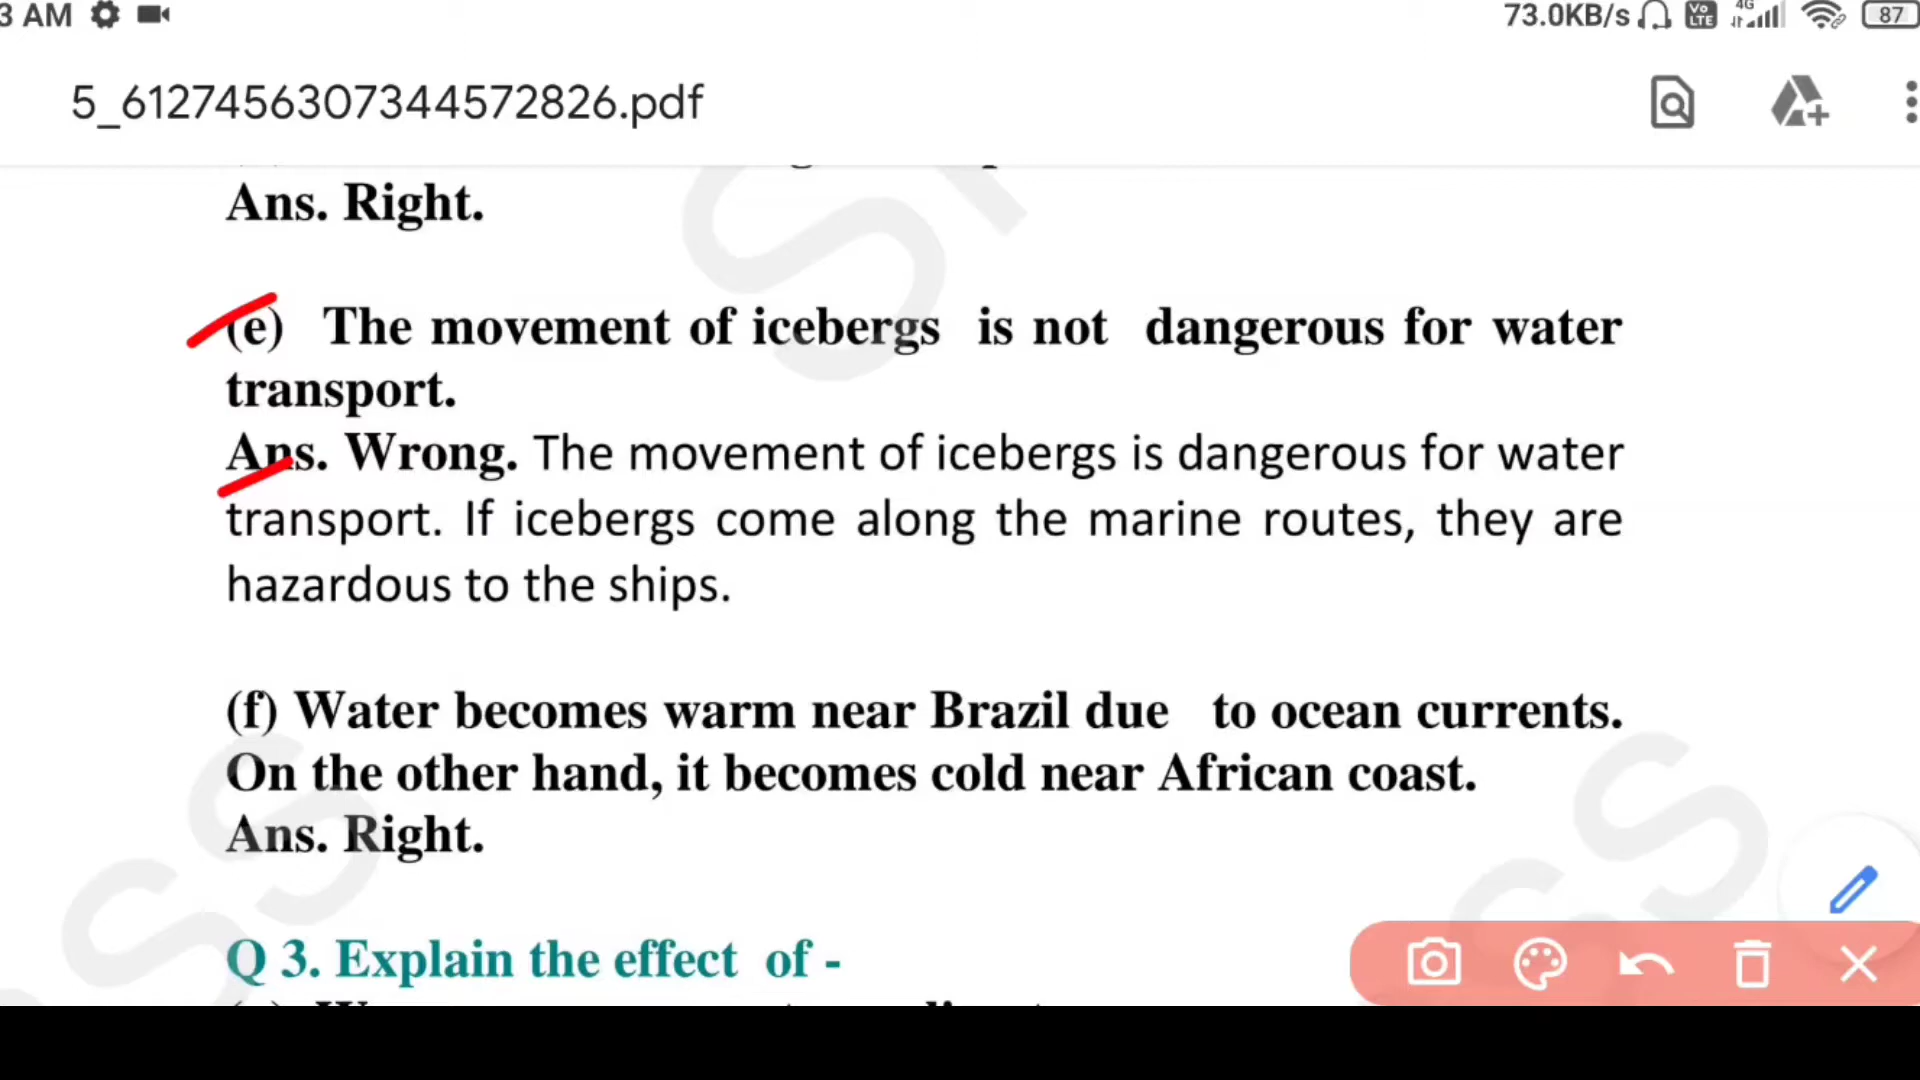 3 AM 73.0KB/s Vo LTE 4G 87
5_6127456307344572826.pdf
Ans. Right.
(e) The movement of icebergs is not dangerous for water
transport.
Ans. Wrong. The movement of icebergs is dangerous for water
transport. If icebergs come along the marine routes, they are
hazardous to the ships.
(f) Water becomes warm near Brazil due to ocean currents.
On the other hand, it becomes cold near African coast.
Ans. Right.
Q 3. Explain the effect of -